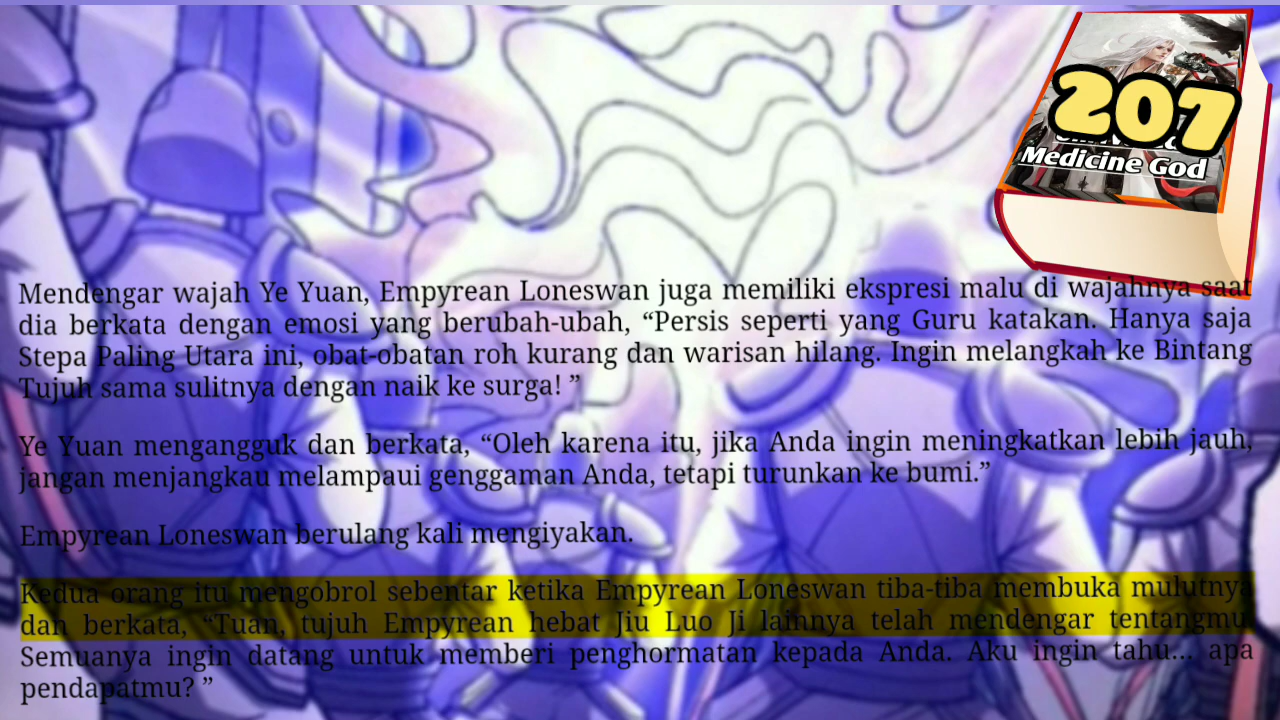 207
Medicine God
Mendengar wajah Ye Yuan, Empyrean Loneswan juga memiliki ekspresi malu di wajahnya saat
dia berkata dengan emosi yang berubah-ubah, “Persis seperti yang Guru katakan. Hanya saja
Stepa Paling Utara ini, obat-obatan roh kurang dan warisan hilang. Ingin melangkah ke Bintang
Tujuh sama sulitnya dengan naik ke surga! ”
Ye Yuan mengangguk dan berkata, “Oleh karena itu, jika Anda ingin meningkatkan lebih jauh,
jangan menjangkau melampaui genggaman Anda, tetapi turunkan ke bumi.”
Empyrean Loneswan berulang kali mengiyakan.
Kedua orang itu mengobrol sebentar ketika Empyrean Loneswan tiba-tiba membuka mulutnya
dan berkata, “Tuan, tujuh Empyrean hebat Jiu Luo Ji lainnya telah mendengar tentangmu.
Semuanya ingin datang untuk memberi penghormatan kepada Anda. Aku ingin tahu... apa
pendapatmu? ”